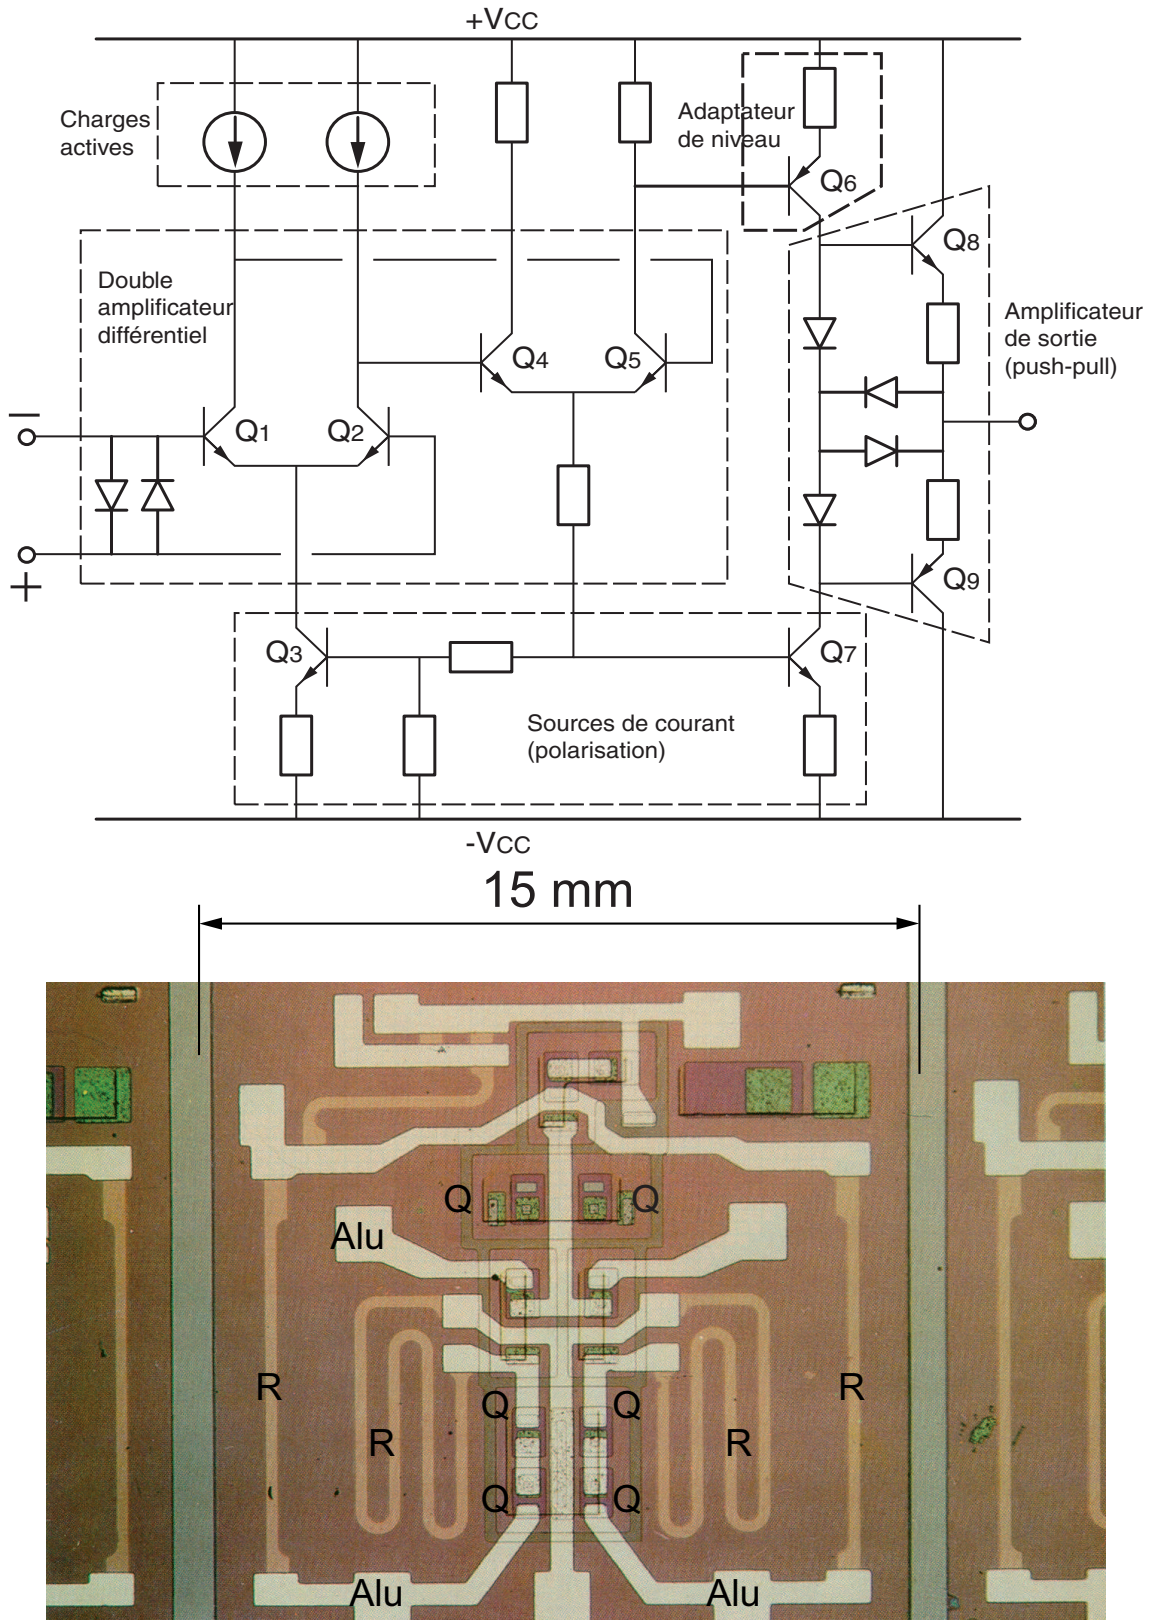 +VCC
Charges
actives
Adaptateur
de niveau
Q6
Q8
Double
amplificateur
différentiel
Amplificateur
de sortie
(push-pull)
Q4
Q5
−
Q1
Q2
+
Q9
Q3
Q7
Sources de courant
(polarisation)
-VCC
15 mm
Q
Q
Alu
R
R
Q
Q
R
R
Q
Q
Alu
Alu